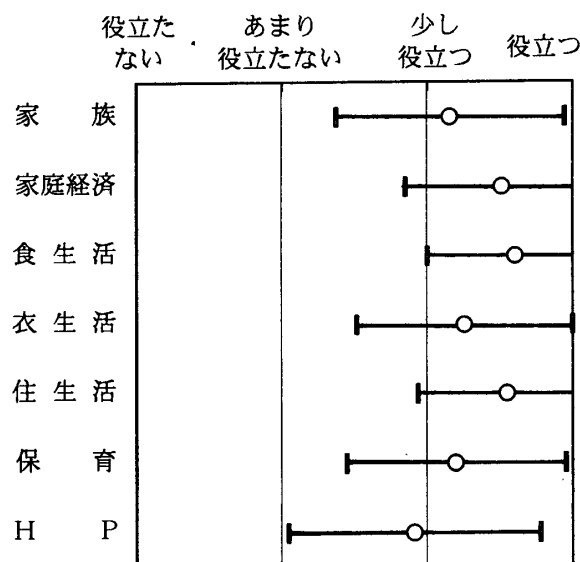 役立た
ない
あまり
役立たない
少し
役立つ
役立つ
家 族
家庭経済
食 生 活
衣 生 活
住 生 活
保 育
H P